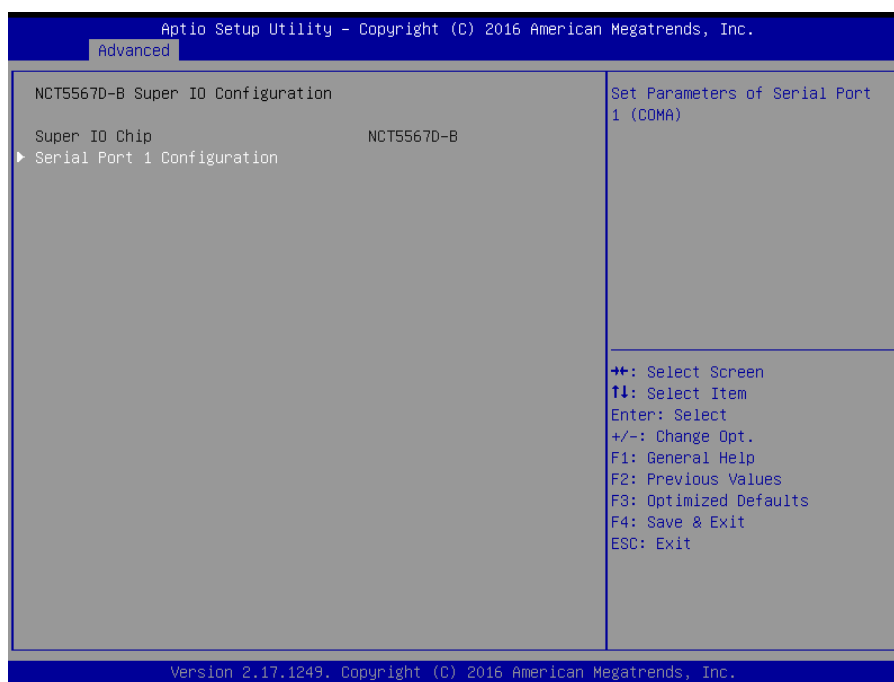 Aptio Setup Utility – Copyright (C) 2016 American Megatrends, Inc.
Advanced
NCT5567D-B Super IO Configuration
Super IO Chip NCT5567D-B
▶ Serial Port 1 Configuration
Set Parameters of Serial Port
1 (COMA)
→←: Select Screen
↑↓: Select Item
Enter: Select
+/-: Change Opt.
F1: General Help
F2: Previous Values
F3: Optimized Defaults
F4: Save & Exit
ESC: Exit
Version 2.17.1249. Copyright (C) 2016 American Megatrends, Inc.